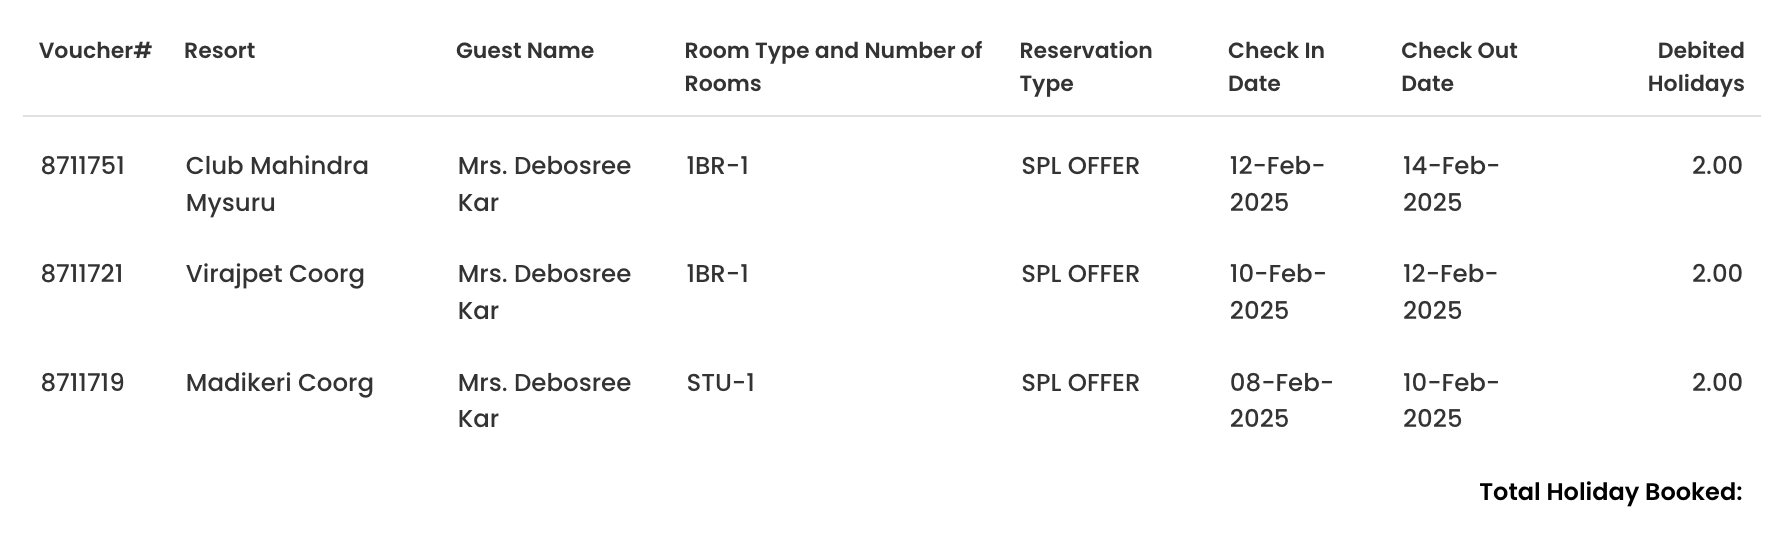 Voucher# Resort Guest Name Room Type and Number of Reservation Check In Check Out Debited
Rooms Type Date Date Holidays
8711751 Club Mahindra Mrs. Debosree 1BR-1 SPL OFFER 12-Feb- 14-Feb- 2.00
Mysuru Kar 2025 2025
8711721 Virajpet Coorg Mrs. Debosree 1BR-1 SPL OFFER 10-Feb- 12-Feb- 2.00
Kar 2025 2025
8711719 Madikeri Coorg Mrs. Debosree STU-1 SPL OFFER 08-Feb- 10-Feb- 2.00
Kar 2025 2025
Total Holiday Booked: